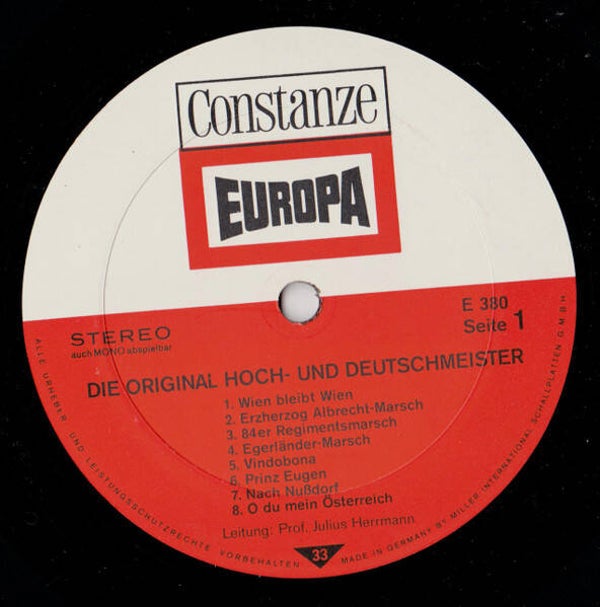 Constanze
EUROPA
STEREO
auch MONO abspielbar
E 380
Seite 1
DIE ORIGINAL HOCH- UND DEUTSCHMEISTER
1. Wien bleibt Wien
2. Erzherzog Albrecht-Marsch
3. 84er Regimentsmarsch
4. Egerländer-Marsch
5. Vindobona
6. Prinz Eugen
7. Nach Nußdorf
8. O du mein Österreich
Leitung: Prof. Julius Herrmann
33
ALLE URHEBER- UND LEISTUNGSSCHUTZRECHTE VORBEHALTEN
MADE IN GERMANY BY MILLER INTERNATIONAL SCHALLPLATTEN G.M.B.H